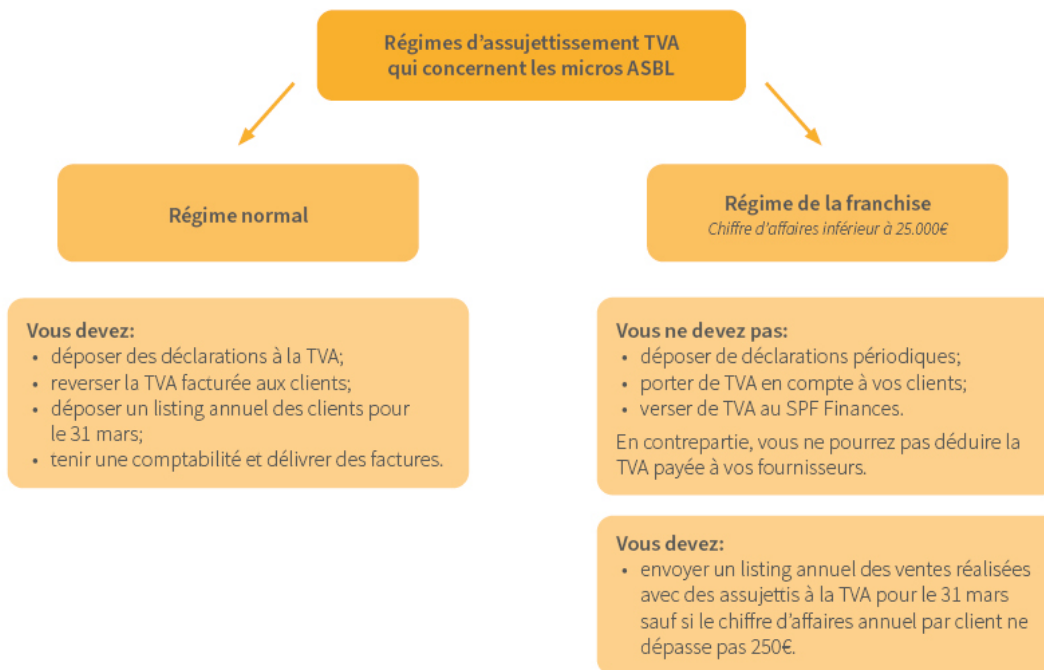 Régimes d'assujettissement TVA
qui concernent les micros ASBL
Régime normal
Régime de la franchise
Chiffre d'affaires inférieur à 25.000€
Vous devez:
• déposer des déclarations à la TVA;
• reverser la TVA facturée aux clients;
• déposer un listing annuel des clients pour
le 31 mars;
• tenir une comptabilité et délivrer des factures.
Vous ne devez pas:
• déposer de déclarations périodiques;
• porter de TVA en compte à vos clients;
• verser de TVA au SPF Finances.
En contrepartie, vous ne pourrez pas déduire la
TVA payée à vos fournisseurs.
Vous devez:
• envoyer un listing annuel des ventes réalisées
avec des assujettis à la TVA pour le 31 mars
sauf si le chiffre d'affaires annuel par client ne
dépasse pas 250€.